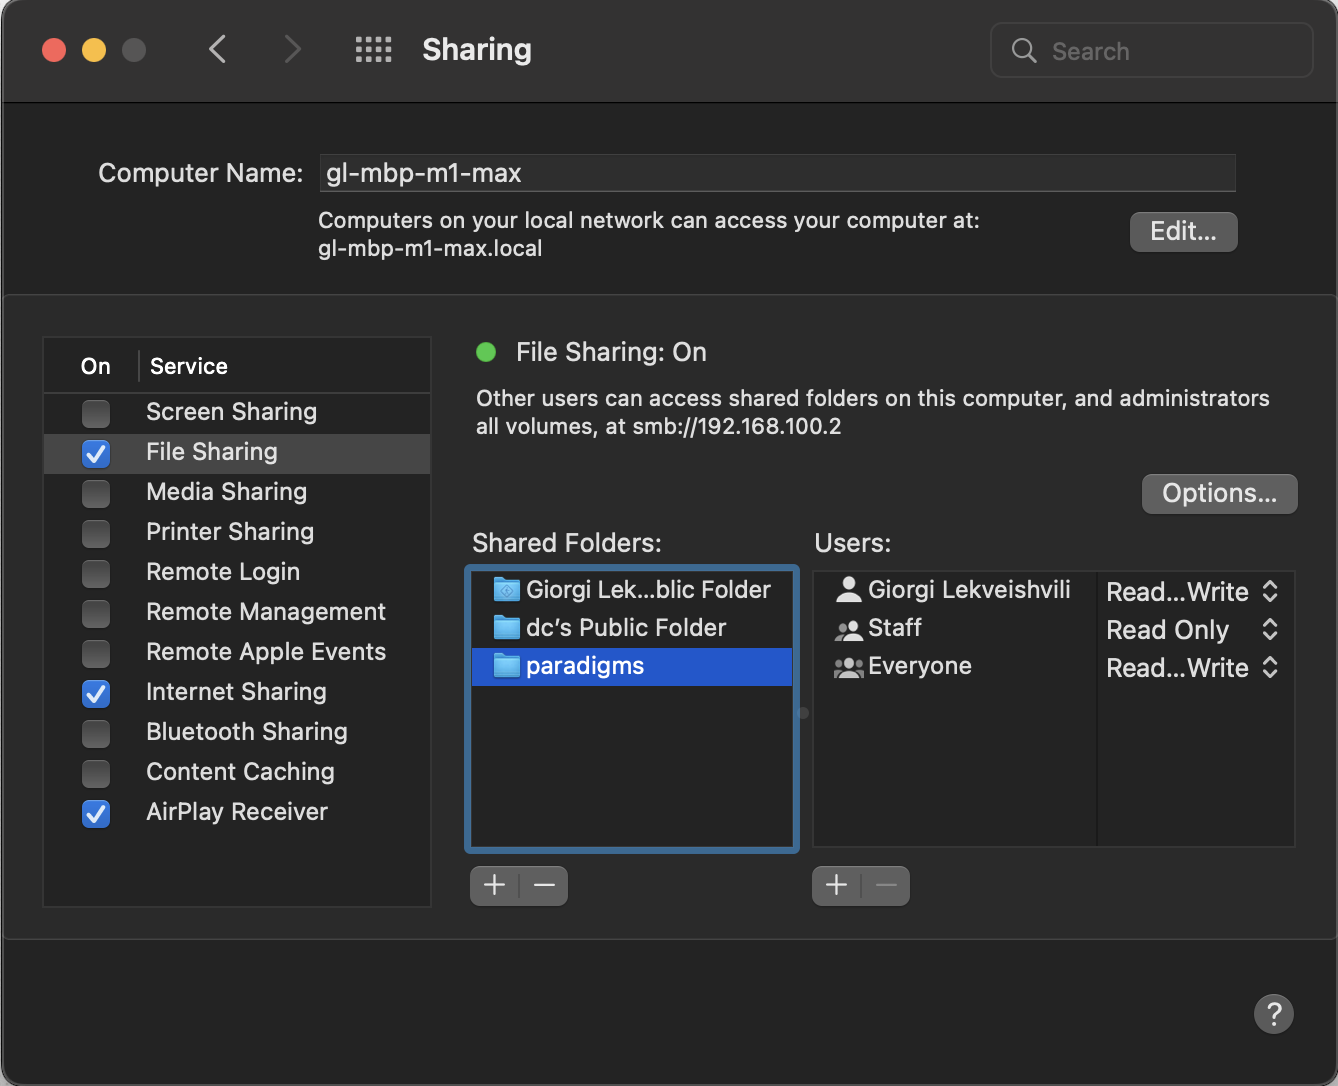 Sharing
Search
Computer Name: gl-mbp-m1-max
Computers on your local network can access your computer at:
gl-mbp-m1-max.local
Edit...
On Service
Screen Sharing
File Sharing
Media Sharing
Printer Sharing
Remote Login
Remote Management
Remote Apple Events
Internet Sharing
Bluetooth Sharing
Content Caching
AirPlay Receiver
File Sharing: On
Other users can access shared folders on this computer, and administrators
all volumes, at smb://192.168.100.2
Options...
Shared Folders:
Giorgi Lek...blic Folder
dc's Public Folder
paradigms
+ −
Users:
Giorgi Lekveishvili Read...Write
Staff Read Only
Everyone Read...Write
+ −
?